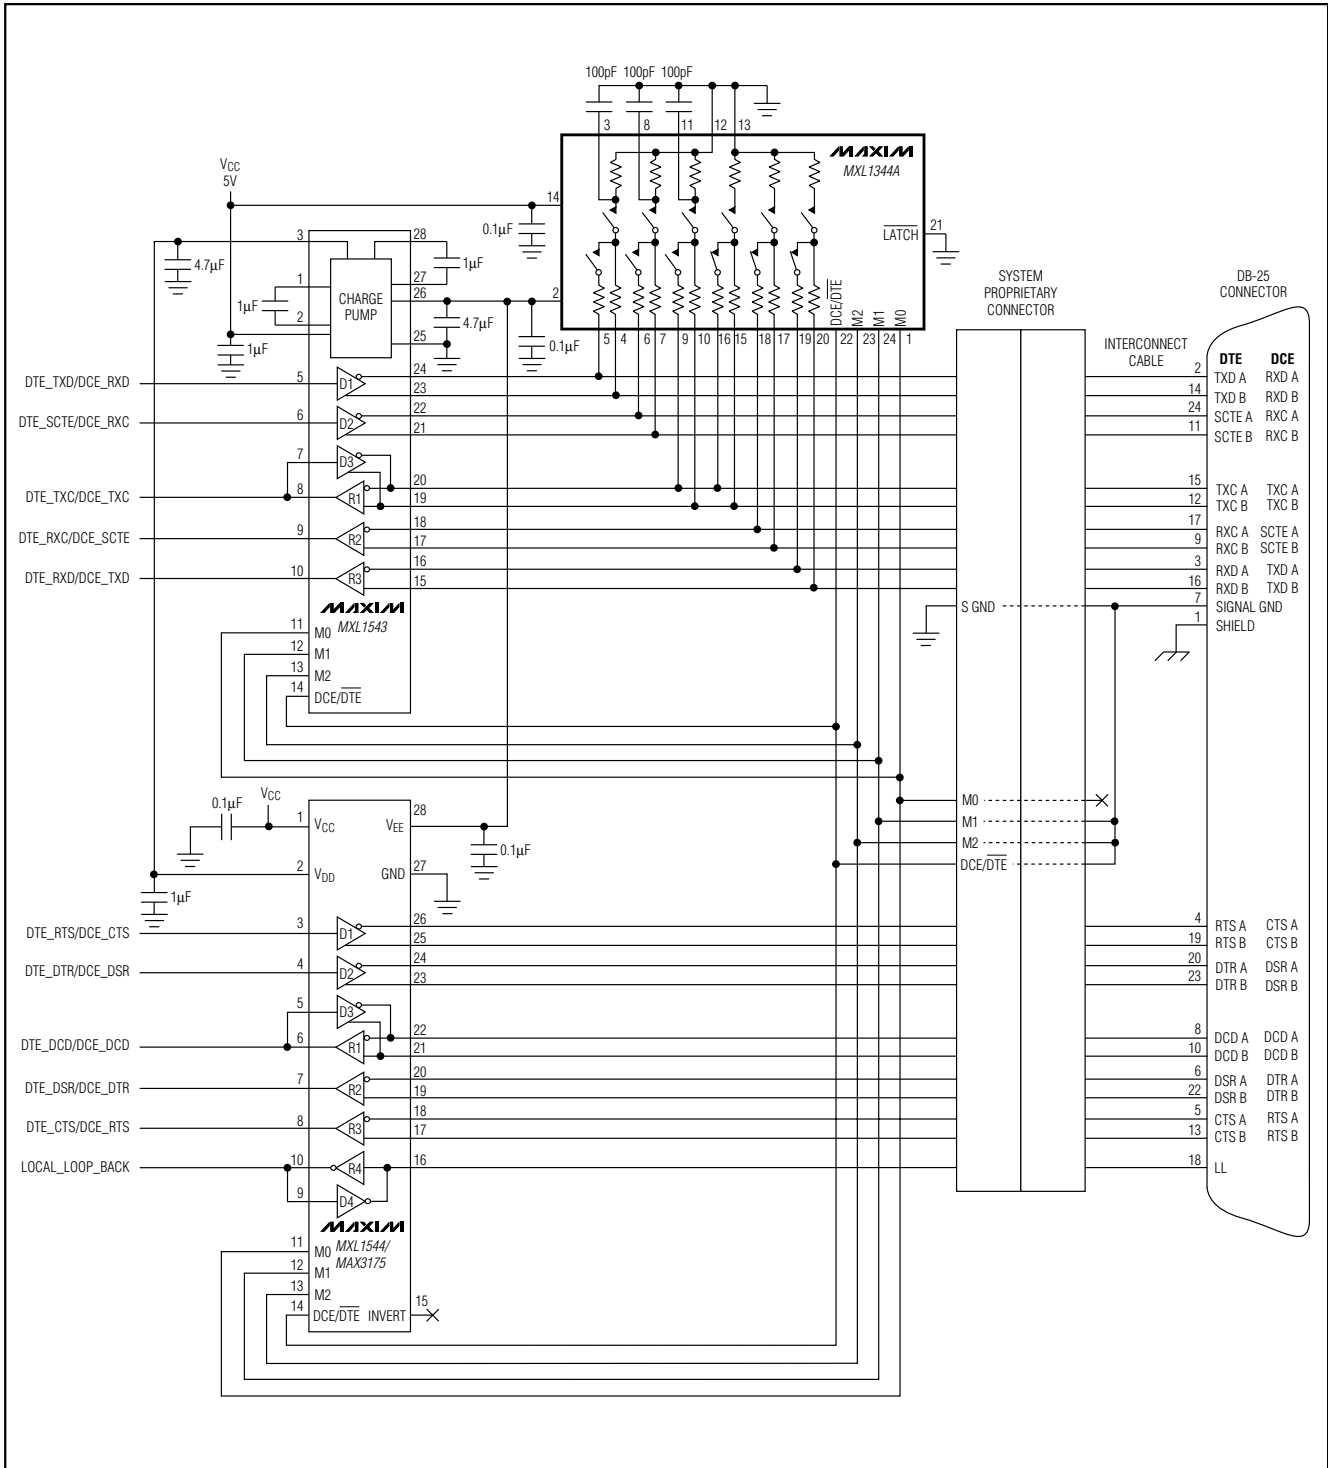 100pF 100pF 100pF
3 8 11 12 13
MAXIM
MXL1344A
VCC
5V
14
0.1µF
21
LATCH
3 28
4.7µF
1µF
1 27
26
1µF
CHARGE
PUMP
2
2
4.7µF
25
1µF
0.1µF
DCE/DTE
M2
M1
M0
5 4 6 7 9 10 16 15 18 17 19 20 22 23 24 1
SYSTEM
PROPRIETARY
CONNECTOR
DB-25
CONNECTOR
INTERCONNECT
CABLE
DTE DCE
DTE_TXD/DCE_RXD 5 D1 24 2 TXD A RXD A
23 14 TXD B RXD B
DTE_SCTE/DCE_RXC 6 D2 22 24 SCTE A RXC A
21 11 SCTE B RXC B
7 D3
DTE_TXC/DCE_TXC 8 R1 20 15 TXC A TXC A
19 12 TXC B TXC B
DTE_RXC/DCE_SCTE 9 R2 18 17 RXC A SCTE A
17 9 RXC B SCTE B
DTE_RXD/DCE_TXD 10 R3 16 3 RXD A TXD A
15 16 RXD B TXD B
S GND 7 SIGNAL GND
1 SHIELD
MAXIM
MXL1543
11 M0
12 M1
13 M2
14 DCE/DTE
M0
M1
M2
DCE/DTE
0.1µF VCC
1 VCC VEE 28
0.1µF
2 VDD GND 27
1µF
DTE_RTS/DCE_CTS 3 D1 26 4 RTS A CTS A
25 19 RTS B CTS B
DTE_DTR/DCE_DSR 4 D2 24 20 DTR A DSR A
23 23 DTR B DSR B
5 D3
DTE_DCD/DCE_DCD 6 R1 22 8 DCD A DCD A
21 10 DCD B DCD B
DTE_DSR/DCE_DTR 7 R2 20 6 DSR A DTR A
19 22 DSR B DTR B
DTE_CTS/DCE_RTS 8 R3 18 5 CTS A RTS A
17 13 CTS B RTS B
LOCAL_LOOP_BACK 10 R4 16 18 LL
9 D4
MAXIM
MXL1544/
MAX3175
11 M0
12 M1
13 M2
14 DCE/DTE INVERT 15